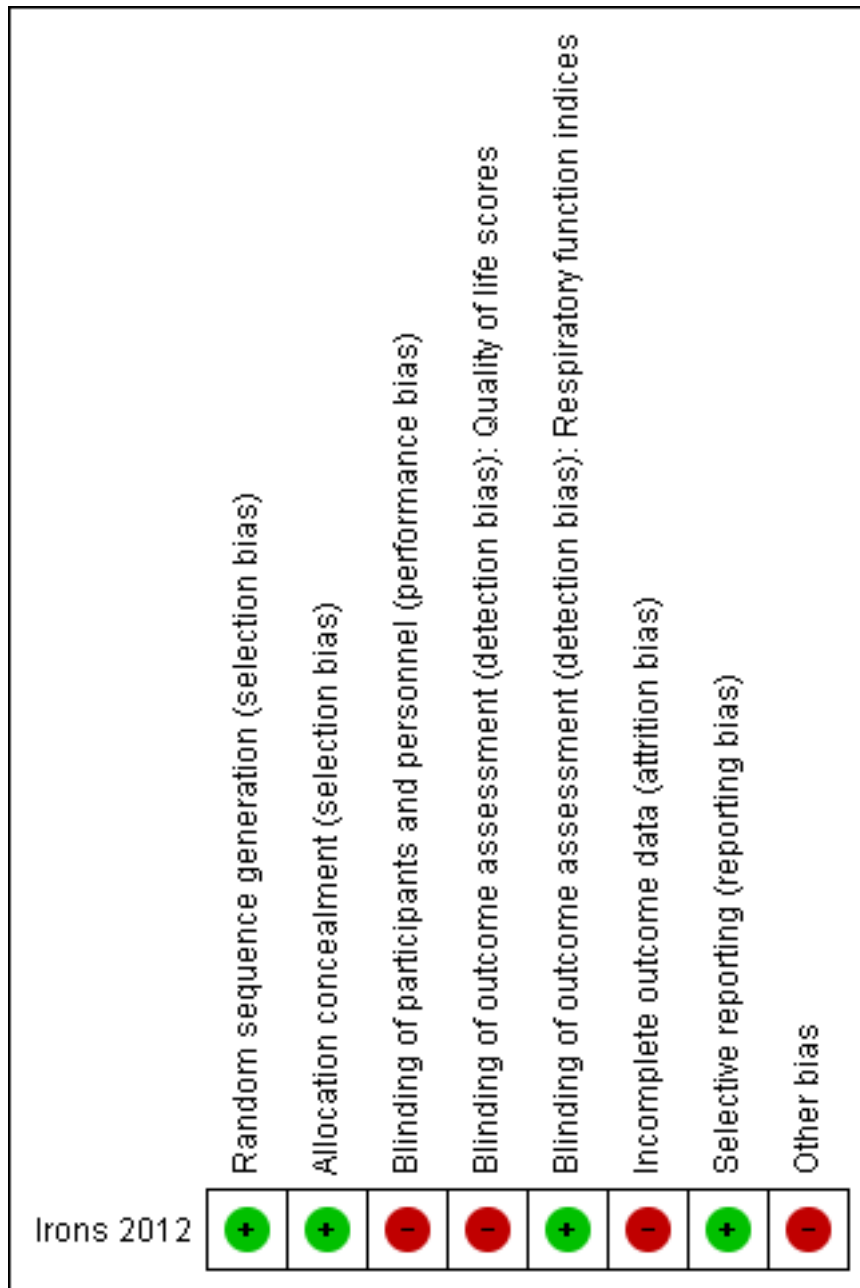 Random sequence generation (selection bias)
Allocation concealment (selection bias)
Blinding of participants and personnel (performance bias)
Blinding of outcome assessment (detection bias): Quality of life scores
Blinding of outcome assessment (detection bias): Respiratory function indices
Incomplete outcome data (attrition bias)
Selective reporting (reporting bias)
Other bias
Irons 2012 + + - - + - + -